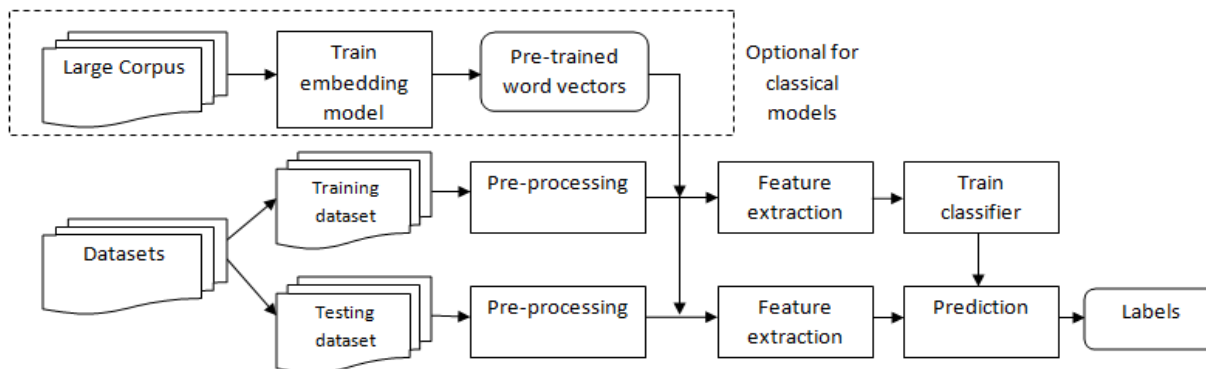 Large Corpus
Train
embedding
model
Pre-trained
word vectors
Optional for
classical
models
Datasets
Training
dataset
Pre-processing
Feature
extraction
Train
classifier
Testing
dataset
Pre-processing
Feature
extraction
Prediction
Labels